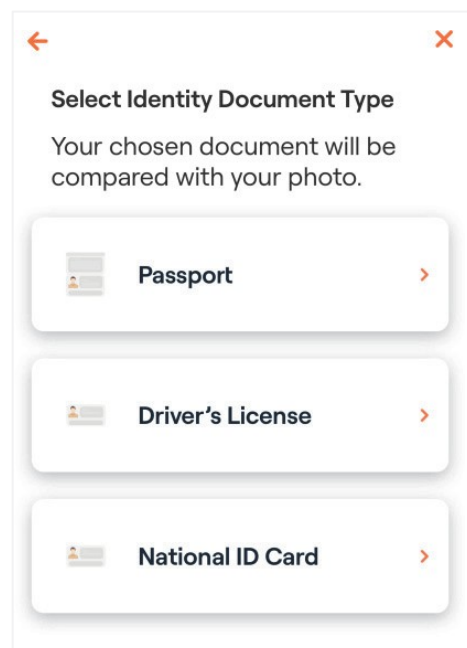 Select Identity Document Type
Your chosen document will be
compared with your photo.
Passport
Driver’s License
National ID Card